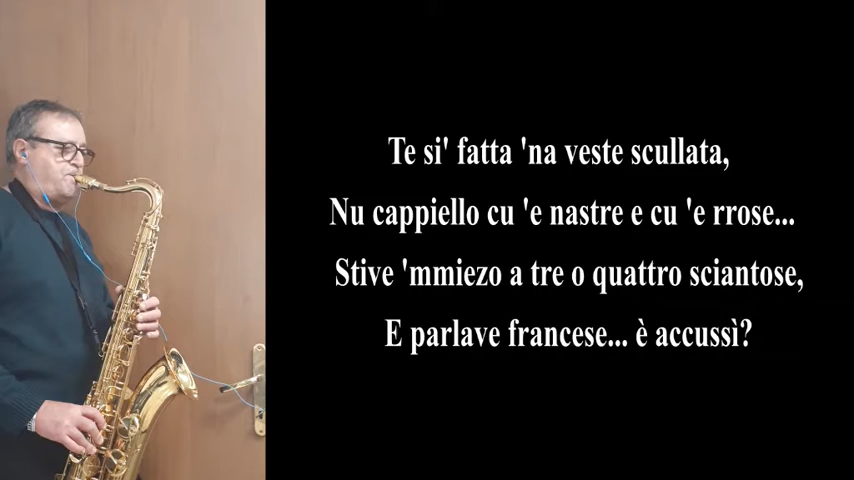 Te si' fatta 'na veste scullata,
Nu cappiello cu 'e nastre e cu 'e rrose...
Stive 'mmiezo a tre o quattro sciantose,
E parlave francese... è accussì?